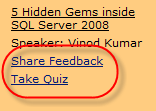 5 Hidden Gems inside
SQL Server 2008
Speaker: Vinod Kumar
Share Feedback
Take Quiz